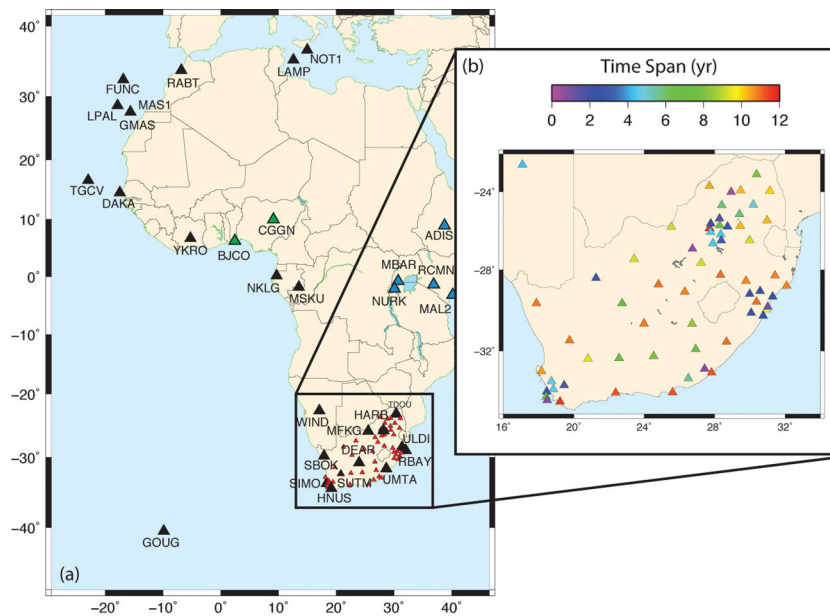 40°
30°
20°
10°
0°
−10°
−20°
−30°
−40°
−20°
−10°
0°
10°
20°
30°
40°
NOT1
LAMP
RABT
FUNC
MAS1
LPAL
GMAS
TGCV
DAKA
YKRO
BJCO
CGGN
ADIS
MBAR
RCMN
NKLG
MSKU
NURK
MAL2
TDOU
HARB
WIND
MFKG
ULDI
DEAR
SBOK
RBAY
SIMO
SUTM
UMTA
HNUS
GOUG
(a)
(b)
Time Span (yr)
0 2 4 6 8 10 12
−24°
−28°
−32°
16°
20°
24°
28°
32°